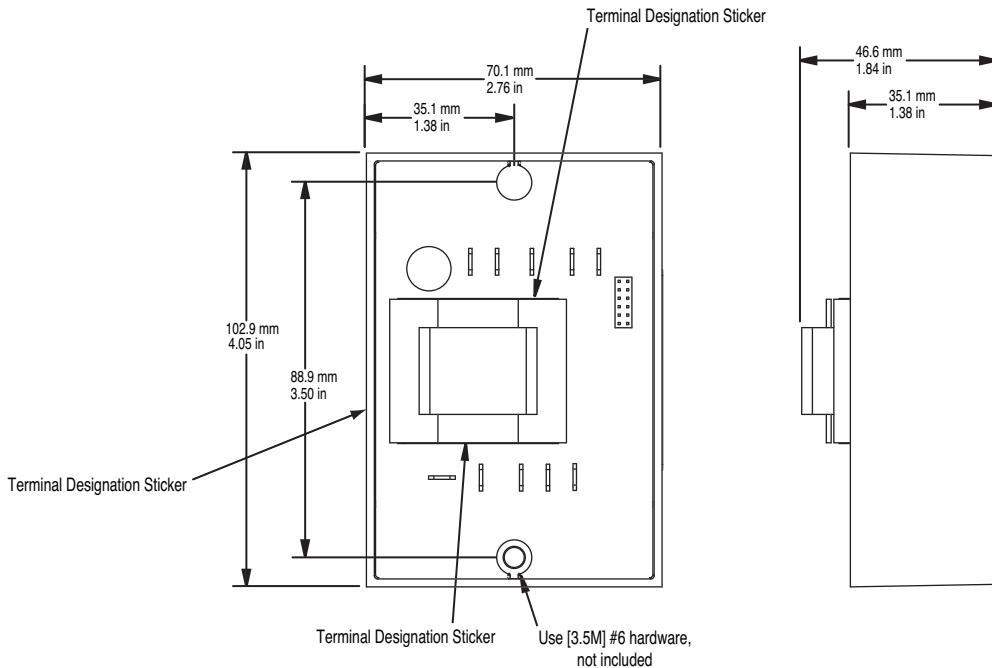 Terminal Designation Sticker
46.6 mm
1.84 in
70.1 mm
2.76 in
35.1 mm
1.38 in
35.1 mm
1.38 in
102.9 mm
4.05 in
88.9 mm
3.50 in
Terminal Designation Sticker
Terminal Designation Sticker
Use [3.5M] #6 hardware,
not included